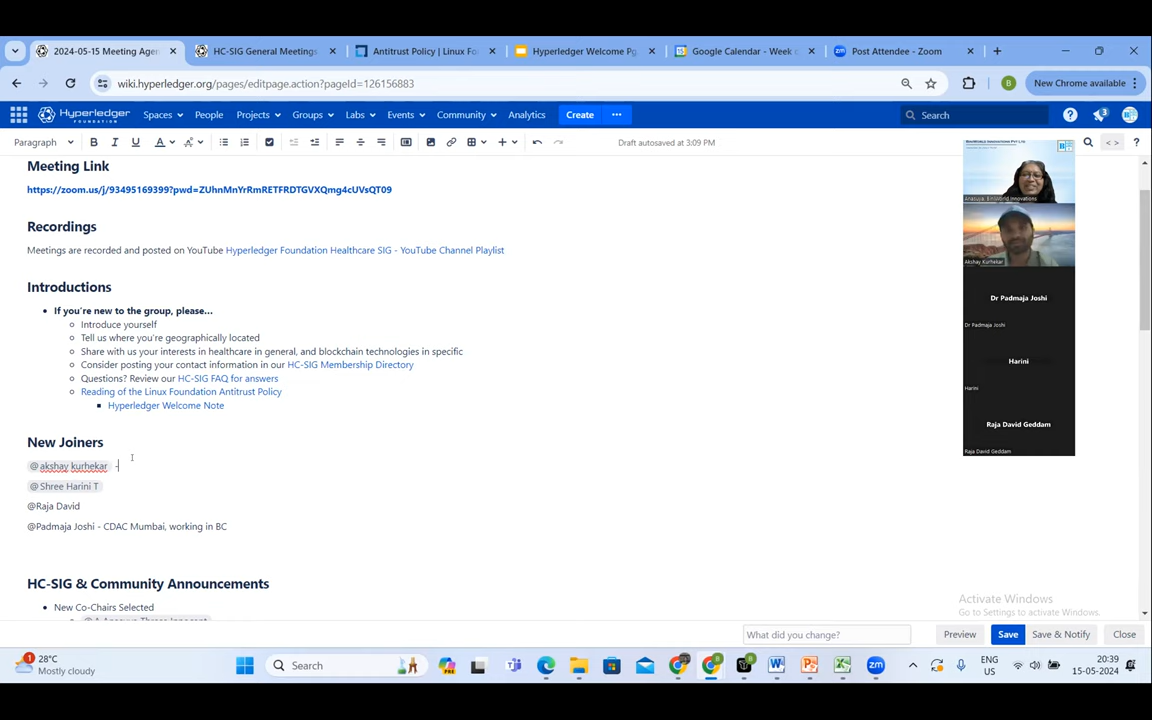 2024-05-15 Meeting Agen
HC-SIG General Meetings
Antitrust Policy | Linux Fo
Hyperledger Welcome Pg.
Google Calendar - Week o
Post Attendee - Zoom
wiki.hyperledger.org/pages/editpage.action?pageId=126156883
B
New Chrome available
HYPERLEDGER
FOUNDATION
Spaces
People
Projects
Groups
Labs
Events
Community
Analytics
Create
Search
3
Paragraph
B
I
U
A
Draft autosaved at 3:09 PM
< >
?
Meeting Link
https://zoom.us/j/93495169399?pwd=ZUhnMnYrRmRETFRDTGVXQmg4cUVsQT09
Recordings
Meetings are recorded and posted on YouTube Hyperledger Foundation Healthcare SIG - YouTube Channel Playlist
Introductions
If you're new to the group, please...
Introduce yourself
Tell us where you're geographically located
Share with us your interests in healthcare in general, and blockchain technologies in specific
Consider posting your contact information in our HC-SIG Membership Directory
Questions? Review our HC-SIG FAQ for answers
Reading of the Linux Foundation Antitrust Policy
Hyperledger Welcome Note
New Joiners
@akshay kurhekar -
@Shree Harini T
@Raja David
@Padmaja Joshi - CDAC Mumbai, working in BC
HC-SIG & Community Announcements
New Co-Chairs Selected
Akshay Kurhekar
Dr Padmaja Joshi
Dr Padmaja Joshi
Harini
Harini
Raja David Geddam
Raja David Geddam
Activate Windows
Go to Settings to activate Windows.
What did you change?
Preview
Save
Save & Notify
Close
1
28°C
Mostly cloudy
Search
ENG
US
20:39
15-05-2024